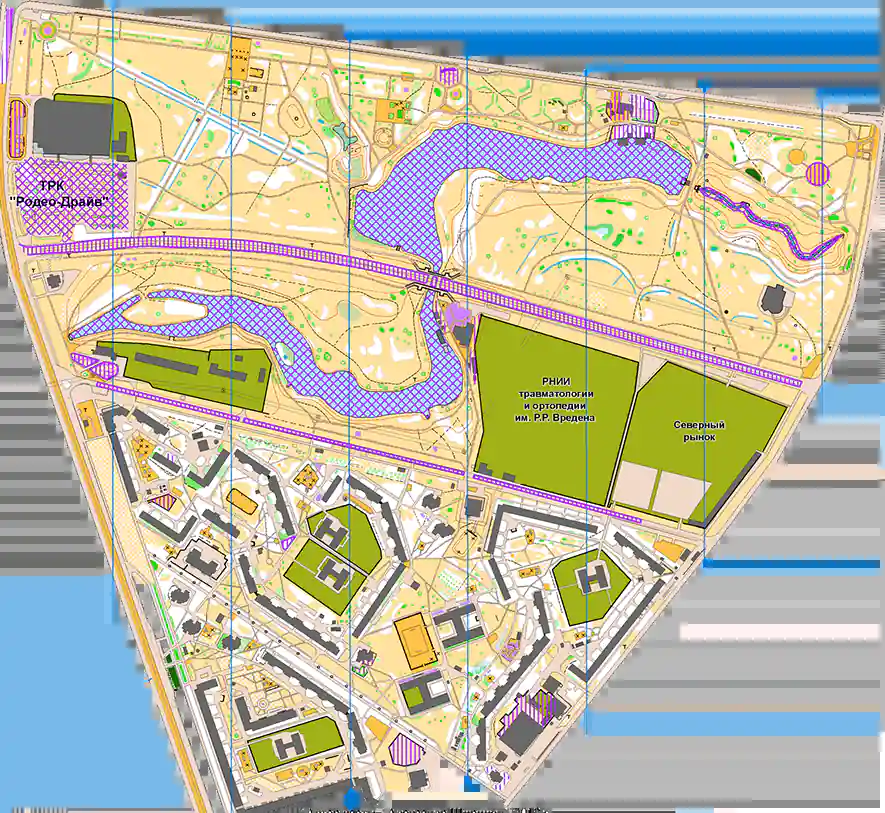 ТРК
"Родео-Драйв"
РНИИ
травматологии
и ортопедии
им. Р.Р. Вредена
Северный
рынок